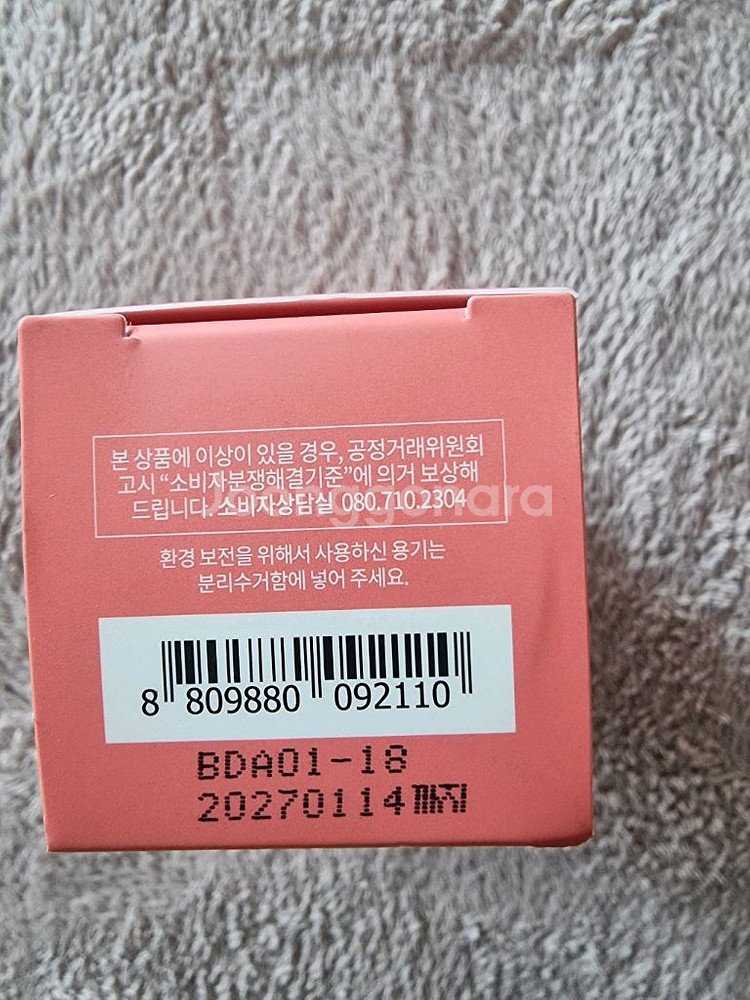 본 상품에 이상이 있을 경우, 공정거래위원회
고시 “소비자분쟁해결기준”에 의거 보상해
드립니다. 소비자상담실 080.710.2304
joonggonara
환경 보전을 위해서 사용하신 용기는
분리수거함에 넣어 주세요.
8 809880 092110
BDA01-18
20270114까지